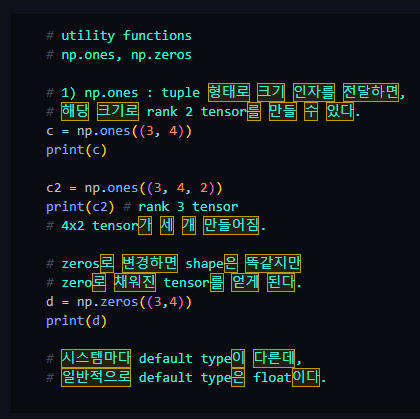 # utility functions
# np.ones, np.zeros
# 1) np.ones : tuple 형태로 크기 인자를 전달하면,
# 해당 크기로 rank 2 tensor를 만들 수 있다.
c = np.ones((3, 4))
print(c)
c2 = np.ones((3, 4, 2))
print(c2) # rank 3 tensor
# 4x2 tensor가 세 개 만들어짐.
# zeros로 변경하면 shape은 똑같지만
# zero로 채워진 tensor를 얻게 된다.
d = np.zeros((3,4))
print(d)
# 시스템마다 default type이 다른데,
# 일반적으로 default type은 float이다.